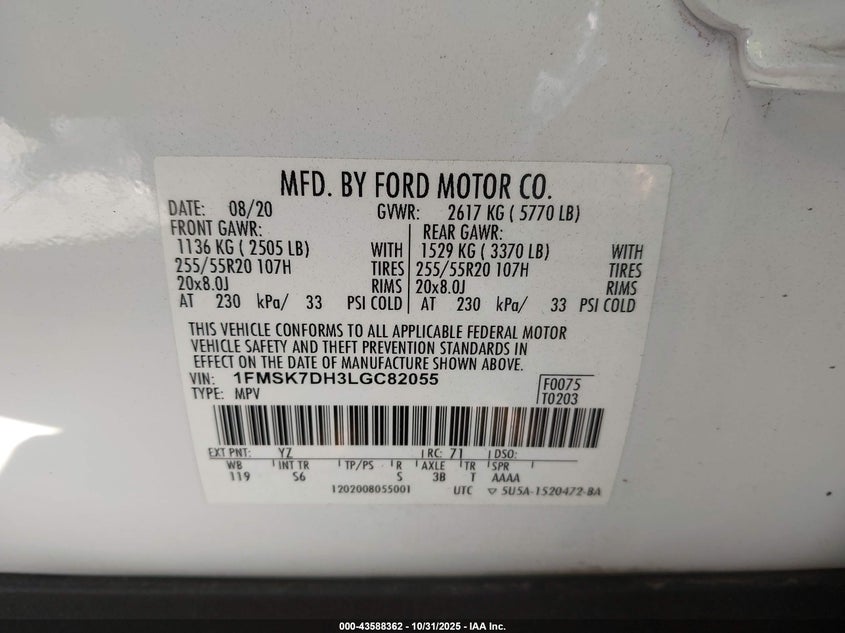 MFD. BY FORD MOTOR CO.
DATE: 08/20 GVWR: 2617 KG ( 5770 LB)
FRONT GAWR: REAR GAWR:
1136 KG ( 2505 LB) WITH 1529 KG ( 3370 LB) WITH
255/55R20 107H TIRES 255/55R20 107H TIRES
20x8.0J RIMS 20x8.0J RIMS
AT 230 kPa/ 33 PSI COLD AT 230 kPa/ 33 PSI COLD
THIS VEHICLE CONFORMS TO ALL APPLICABLE FEDERAL MOTOR
VEHICLE SAFETY AND THEFT PREVENTION STANDARDS IN
EFFECT ON THE DATE OF MANUFACTURE SHOWN ABOVE.
VIN: 1FMSK7DH3LGC82055 F0075
TYPE: MPV T0203
EXT PNT: YZ RC: 71 DSO:
WB INT TR TP/PS R AXLE TR SPR
119 S6 S 3B T AAAA
1202008055001 UTC ▽ 5U5A-1520472-BA
000-43588362 - 10/31/2025 - IAA Inc.